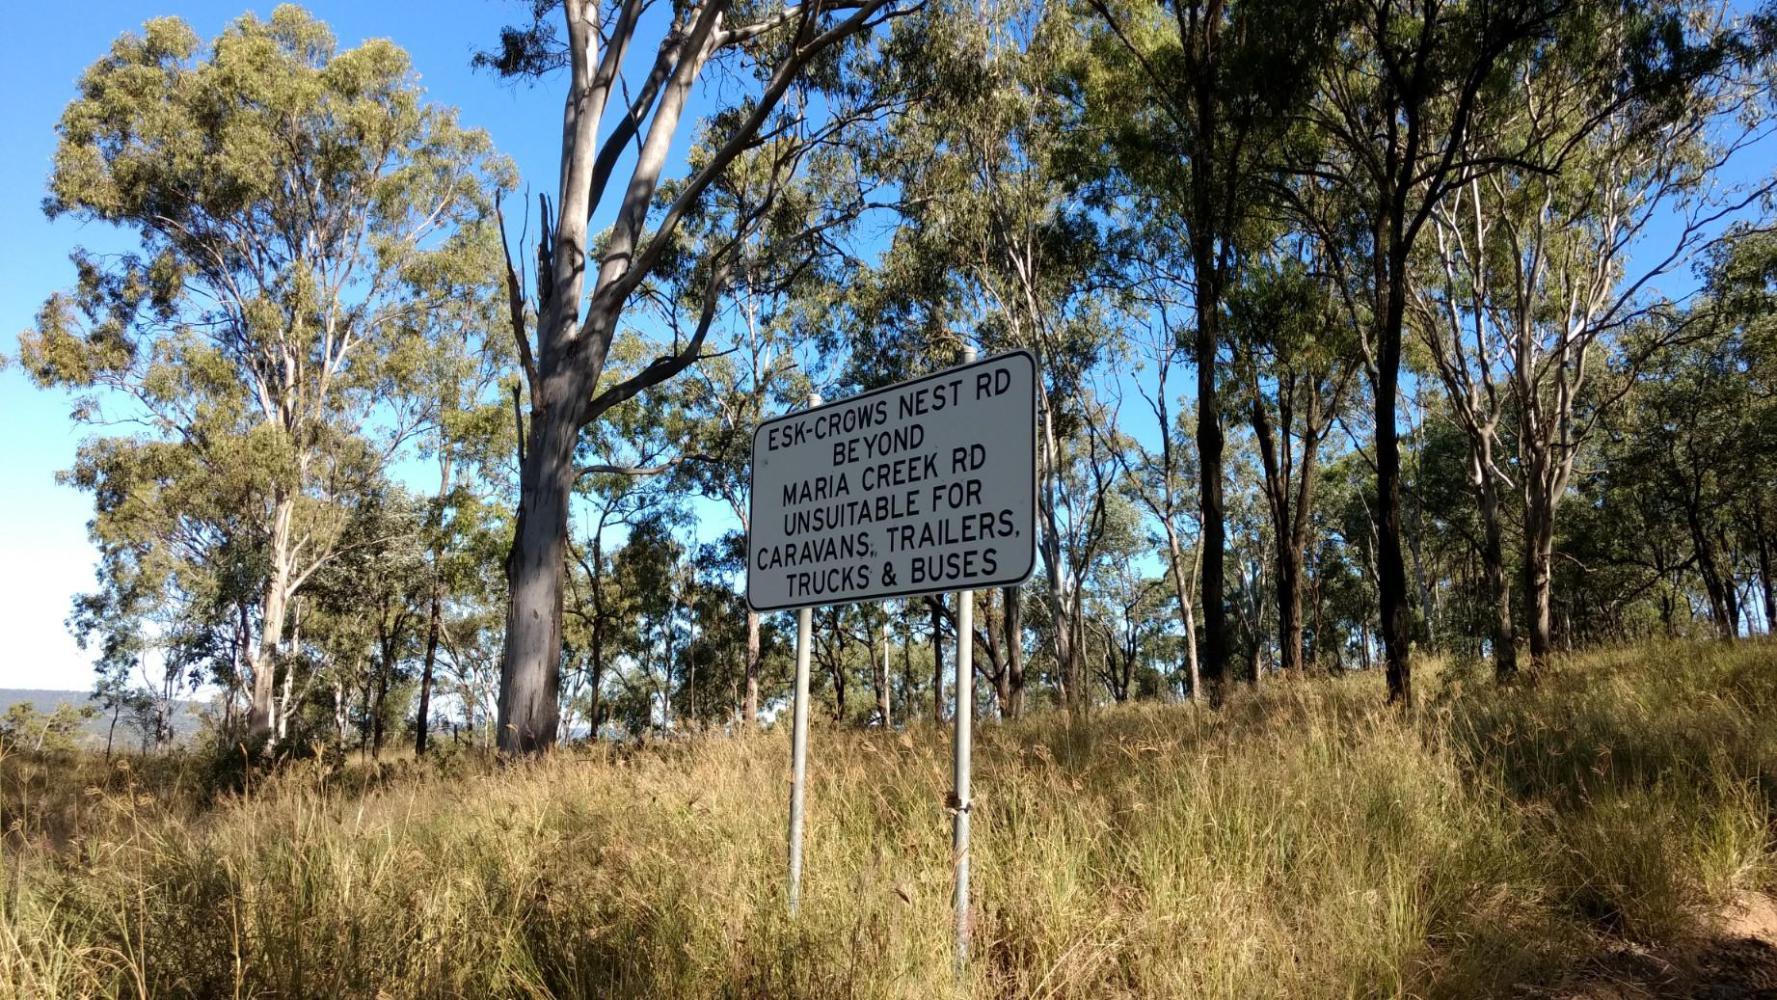 ESK-CROWS NEST RD
BEYOND
MARIA CREEK RD
UNSUITABLE FOR
CARAVANS, TRAILERS,
TRUCKS & BUSES